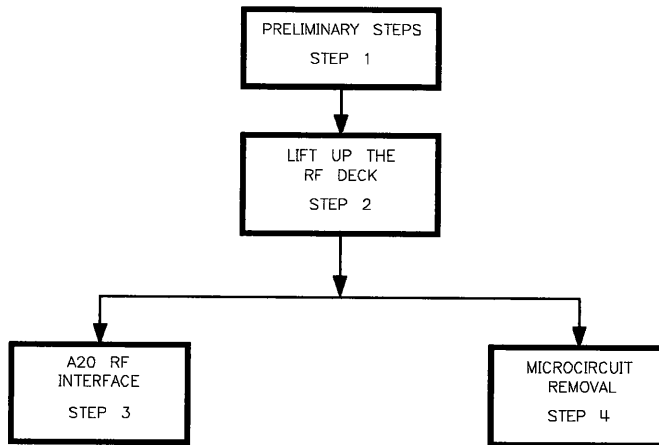 PRELIMINARY STEPS
STEP 1
LIFT UP THE
RF DECK
STEP 2
A20 RF
INTERFACE
STEP 3
MICROCIRCUIT
REMOVAL
STEP 4